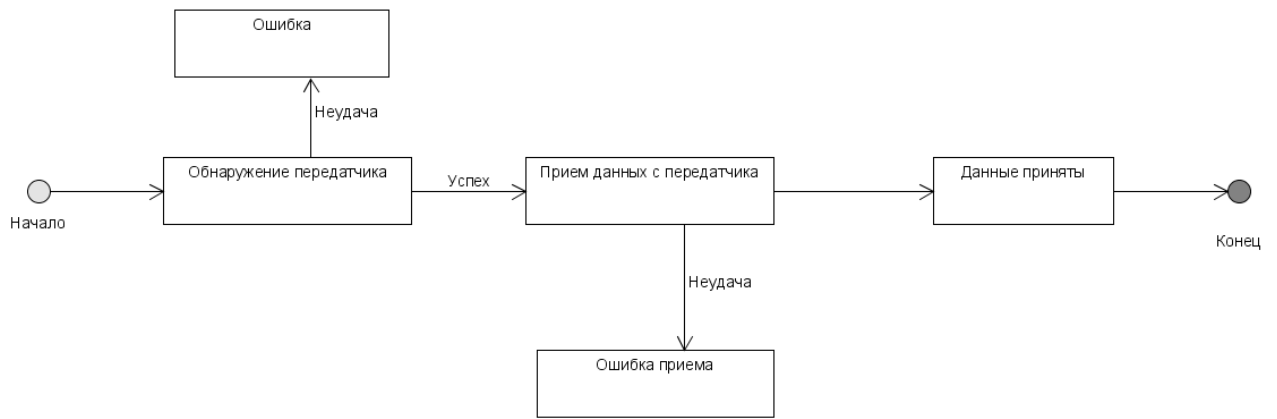 Ошибка
Неудача
Обнаружение передатчика
Успех
Прием данных с передатчика
Данные приняты
Начало
Конец
Неудача
Ошибка приема